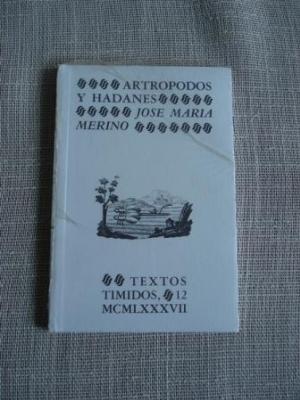 ARTROPODOS
Y HADANES
JOSE MARIA
MERINO
TEXTOS
TIMIDOS, 12
MCMLXXXVII